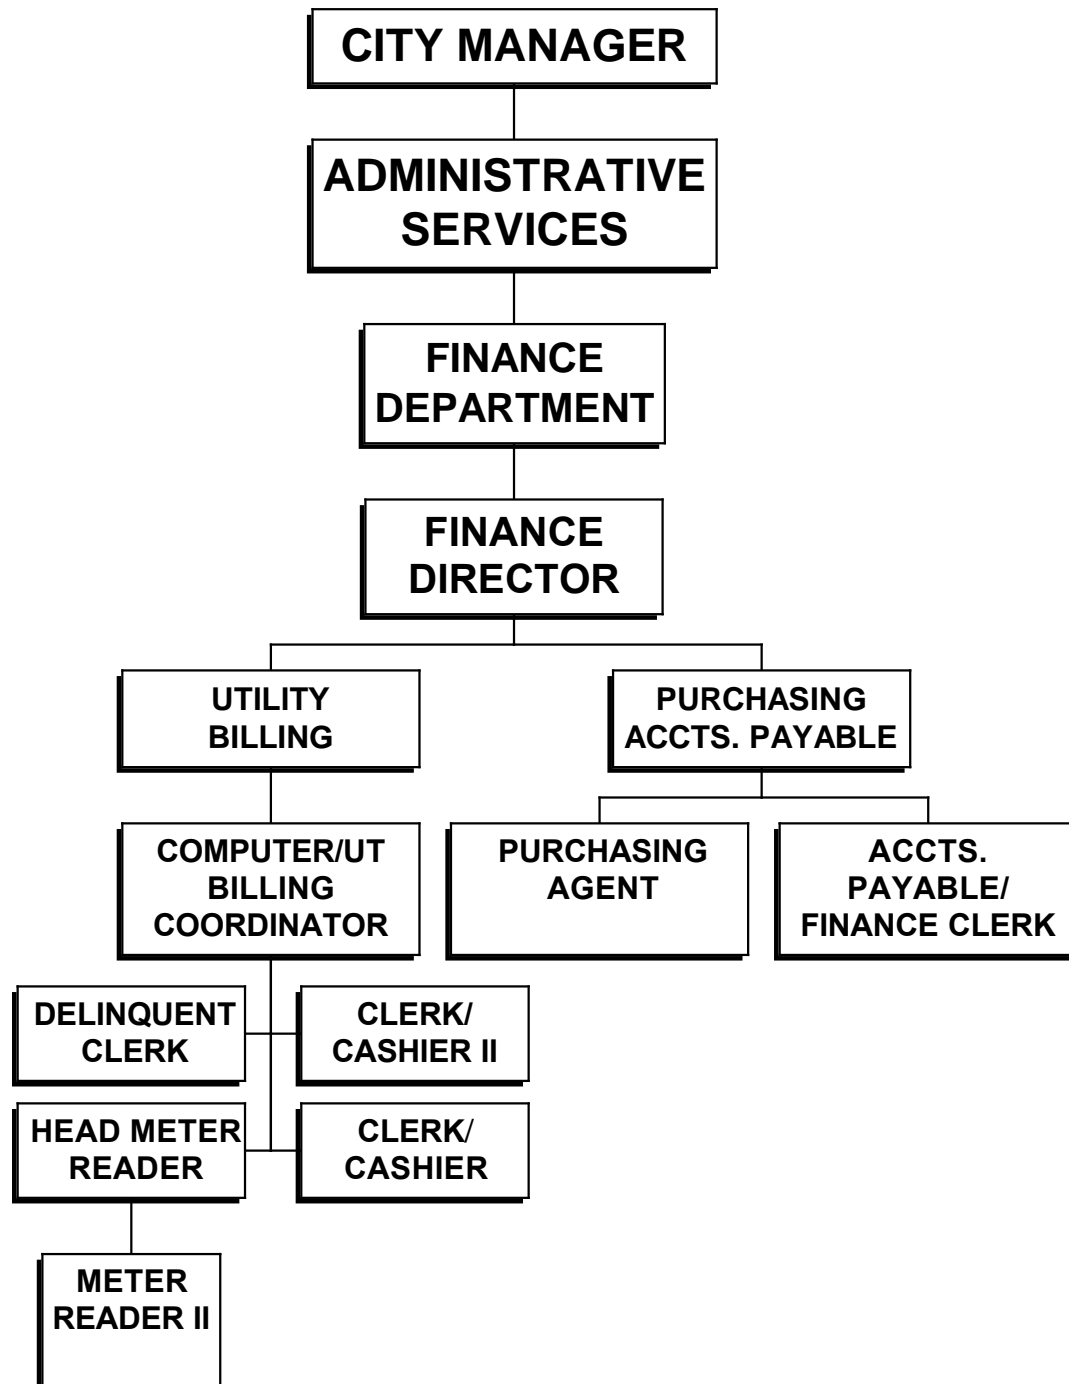 CITY MANAGER
ADMINISTRATIVE
SERVICES
FINANCE
DEPARTMENT
FINANCE
DIRECTOR
UTILITY
BILLING
PURCHASING
ACCTS. PAYABLE
COMPUTER/UT
BILLING
COORDINATOR
PURCHASING
AGENT
ACCTS.
PAYABLE/
FINANCE CLERK
DELINQUENT
CLERK
CLERK/
CASHIER II
HEAD METER
READER
CLERK/
CASHIER
METER
READER II